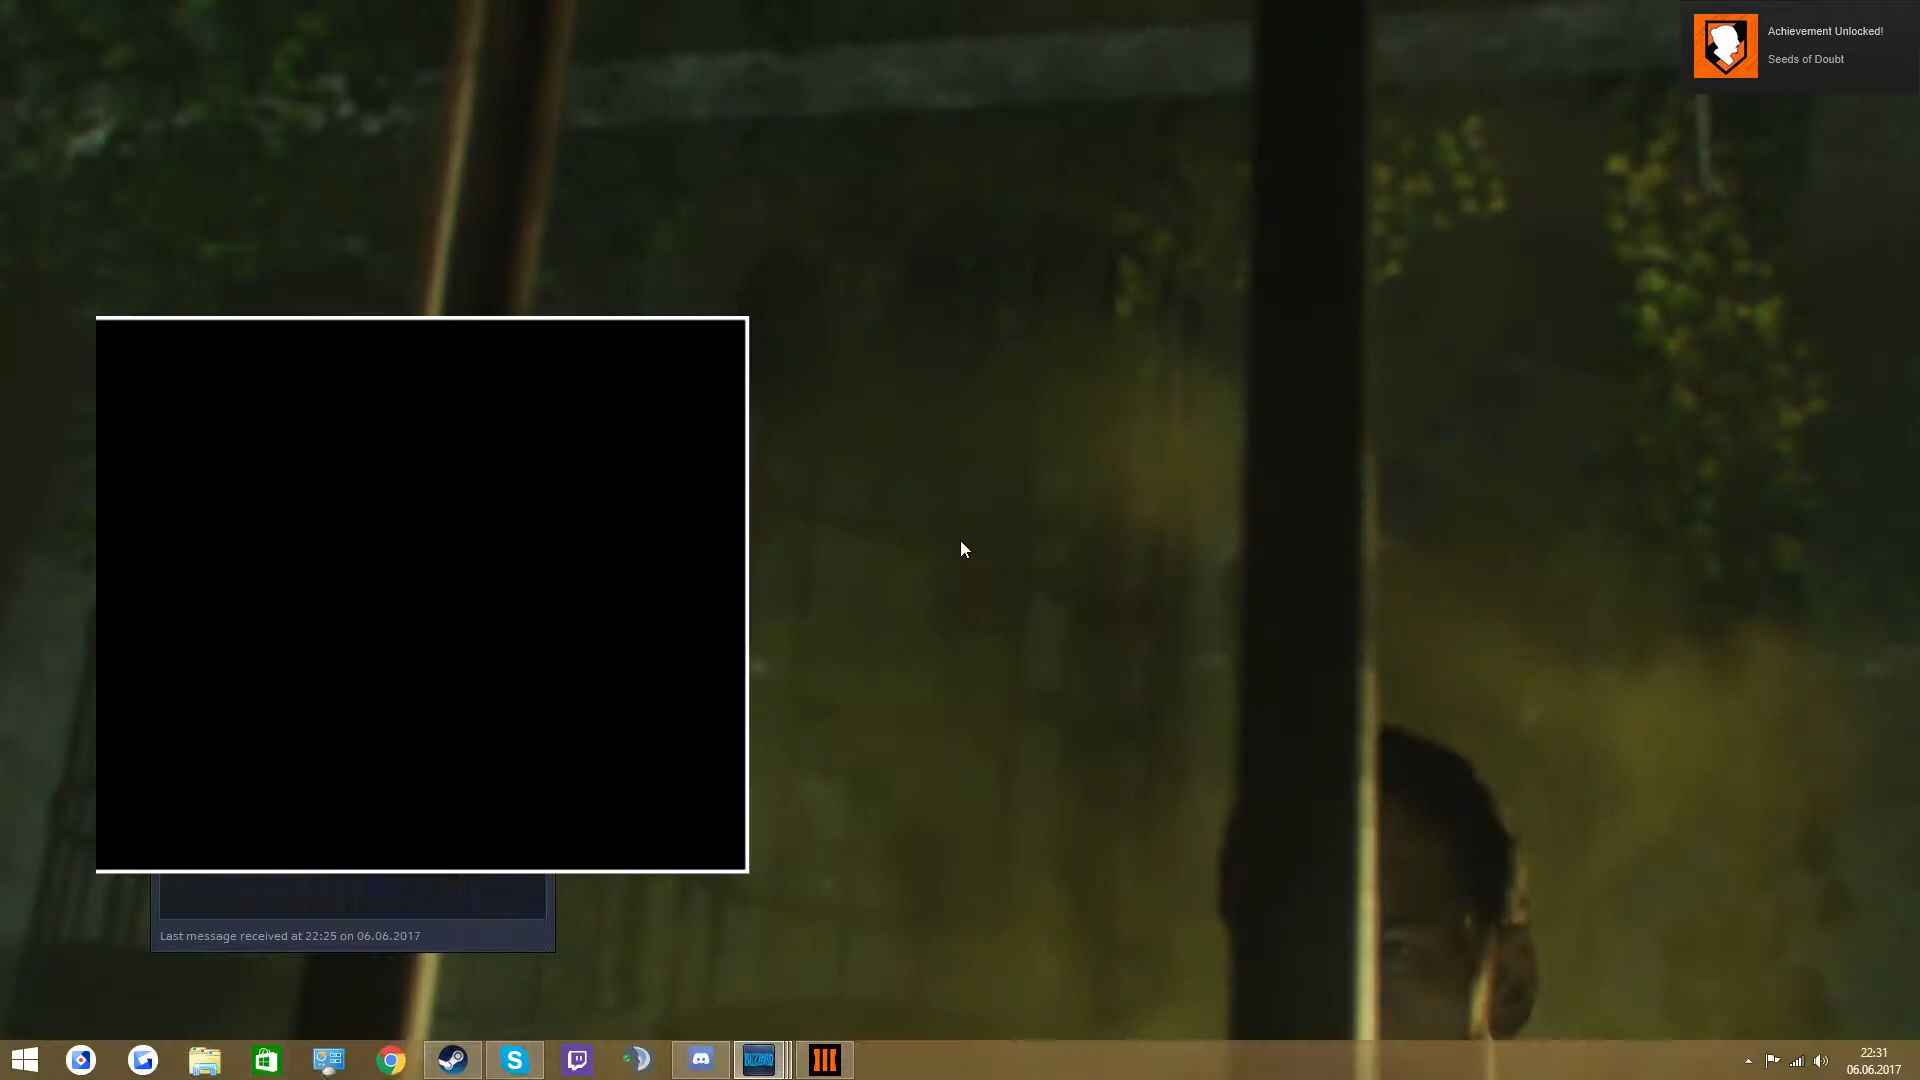 Achievement Unlocked!
Seeds of Doubt
Last message received at 22:25 on 06.06.2017
BLIZZARD
22:31
06.06.2017